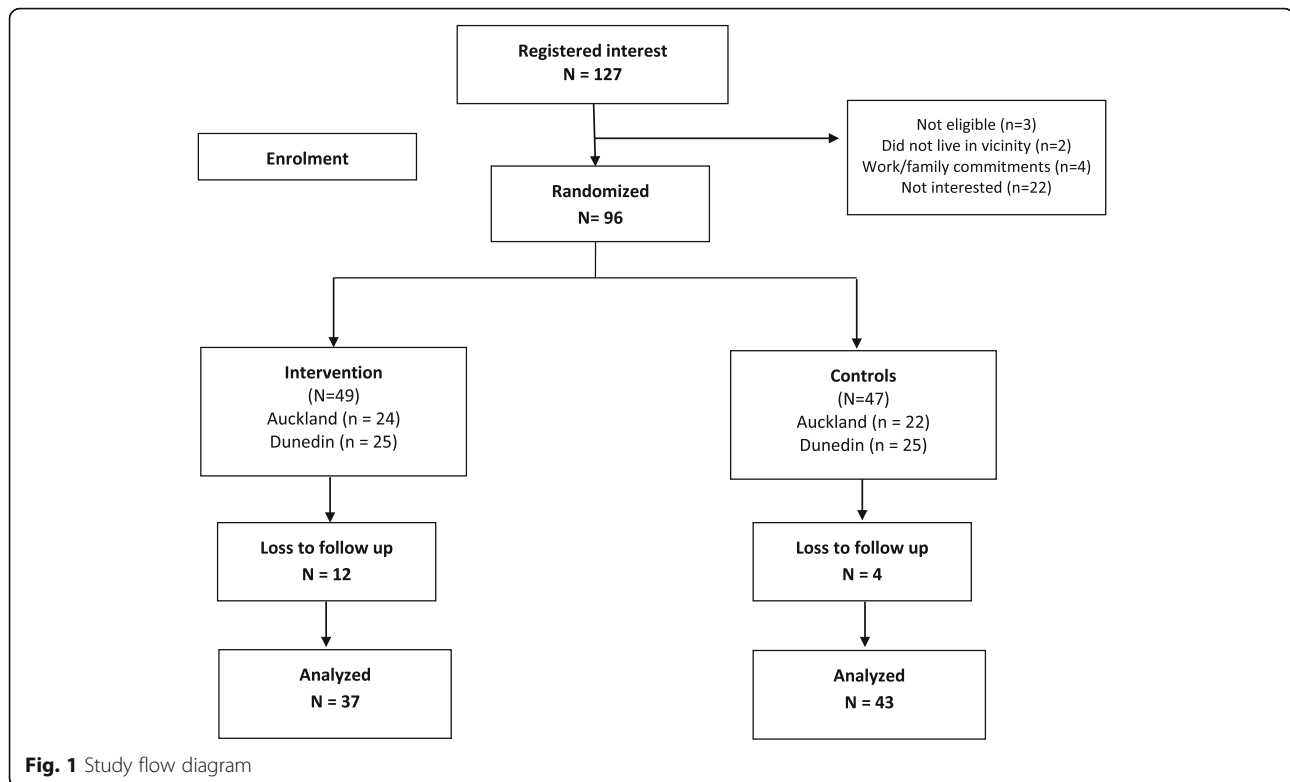 Registered interest
N = 127
Not eligible (n=3)
Did not live in vicinity (n=2)
Work/family commitments (n=4)
Not interested (n=22)
Enrolment
Randomized
N= 96
Intervention
(N=49)
Auckland (n = 24)
Dunedin (n = 25)
Controls
(N=47)
Auckland (n = 22)
Dunedin (n = 25)
Loss to follow up
N = 12
Loss to follow up
N = 4
Analyzed
N = 37
Analyzed
N = 43
Fig. 1 Study flow diagram